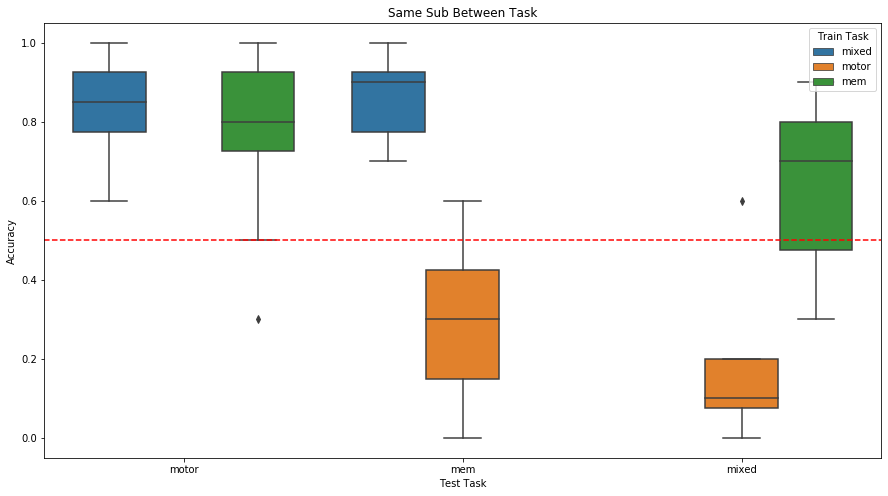 Same Sub Between Task
Train Task
mixed
motor
mem
Accuracy
1.0
0.8
0.6
0.4
0.2
0.0
motor
mem
mixed
Test Task